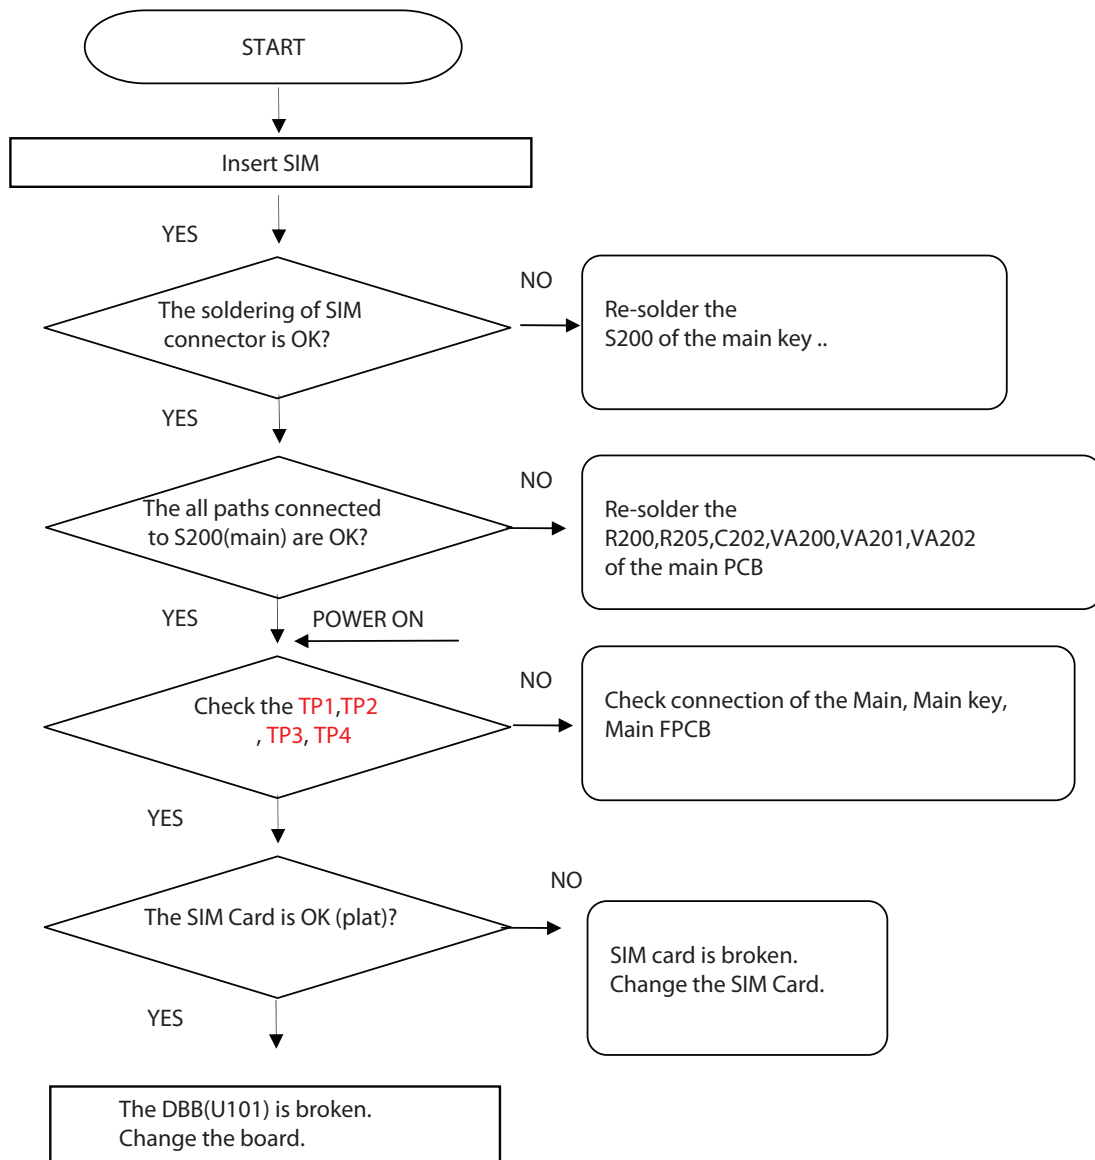 START
Insert SIM
YES
The soldering of SIM
connector is OK?
NO
Re-solder the
S200 of the main key ..
YES
The all paths connected
to S200(main) are OK?
NO
Re-solder the
R200,R205,C202,VA200,VA201,VA202
of the main PCB
YES
POWER ON
Check the TP1,TP2
, TP3, TP4
NO
Check connection of the Main, Main key,
Main FPCB
YES
The SIM Card is OK (plat)?
NO
SIM card is broken.
Change the SIM Card.
YES
The DBB(U101) is broken.
Change the board.